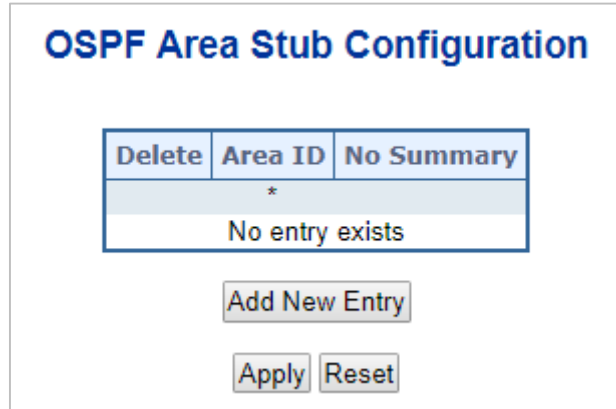 OSPF Area Stub Configuration
Delete Area ID No Summary
*
No entry exists
Add New Entry
Apply Reset